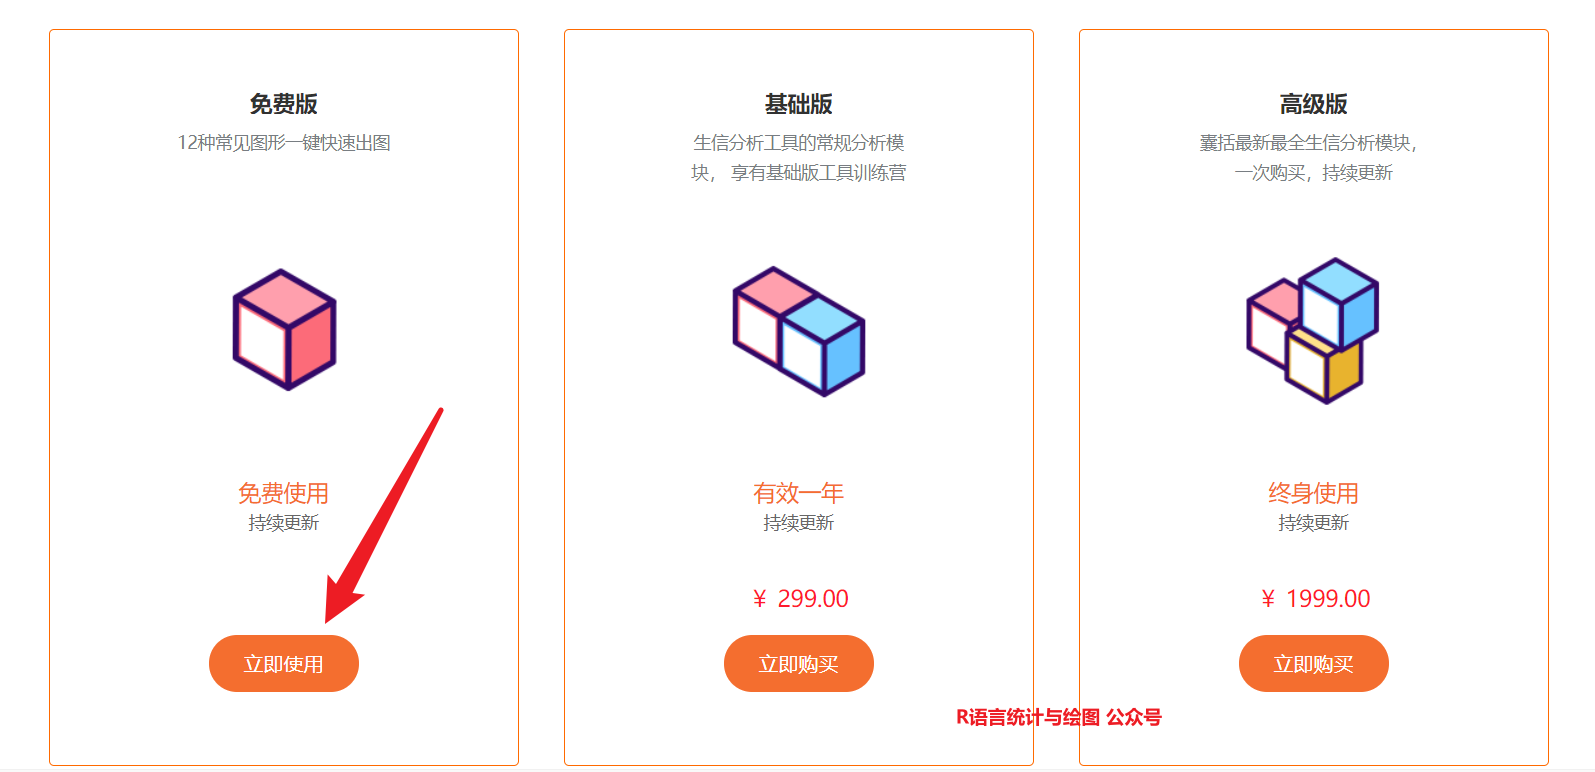 免费版
12种常见图形一键快速出图
免费使用
持续更新
立即使用
基础版
生信分析工具的常规分析模
块， 享有基础版工具训练营
有效一年
持续更新
¥ 299.00
立即购买
高级版
囊括最新最全生信分析模块，
一次购买，持续更新
终身使用
持续更新
¥ 1999.00
立即购买
R语言统计与绘图 公众号